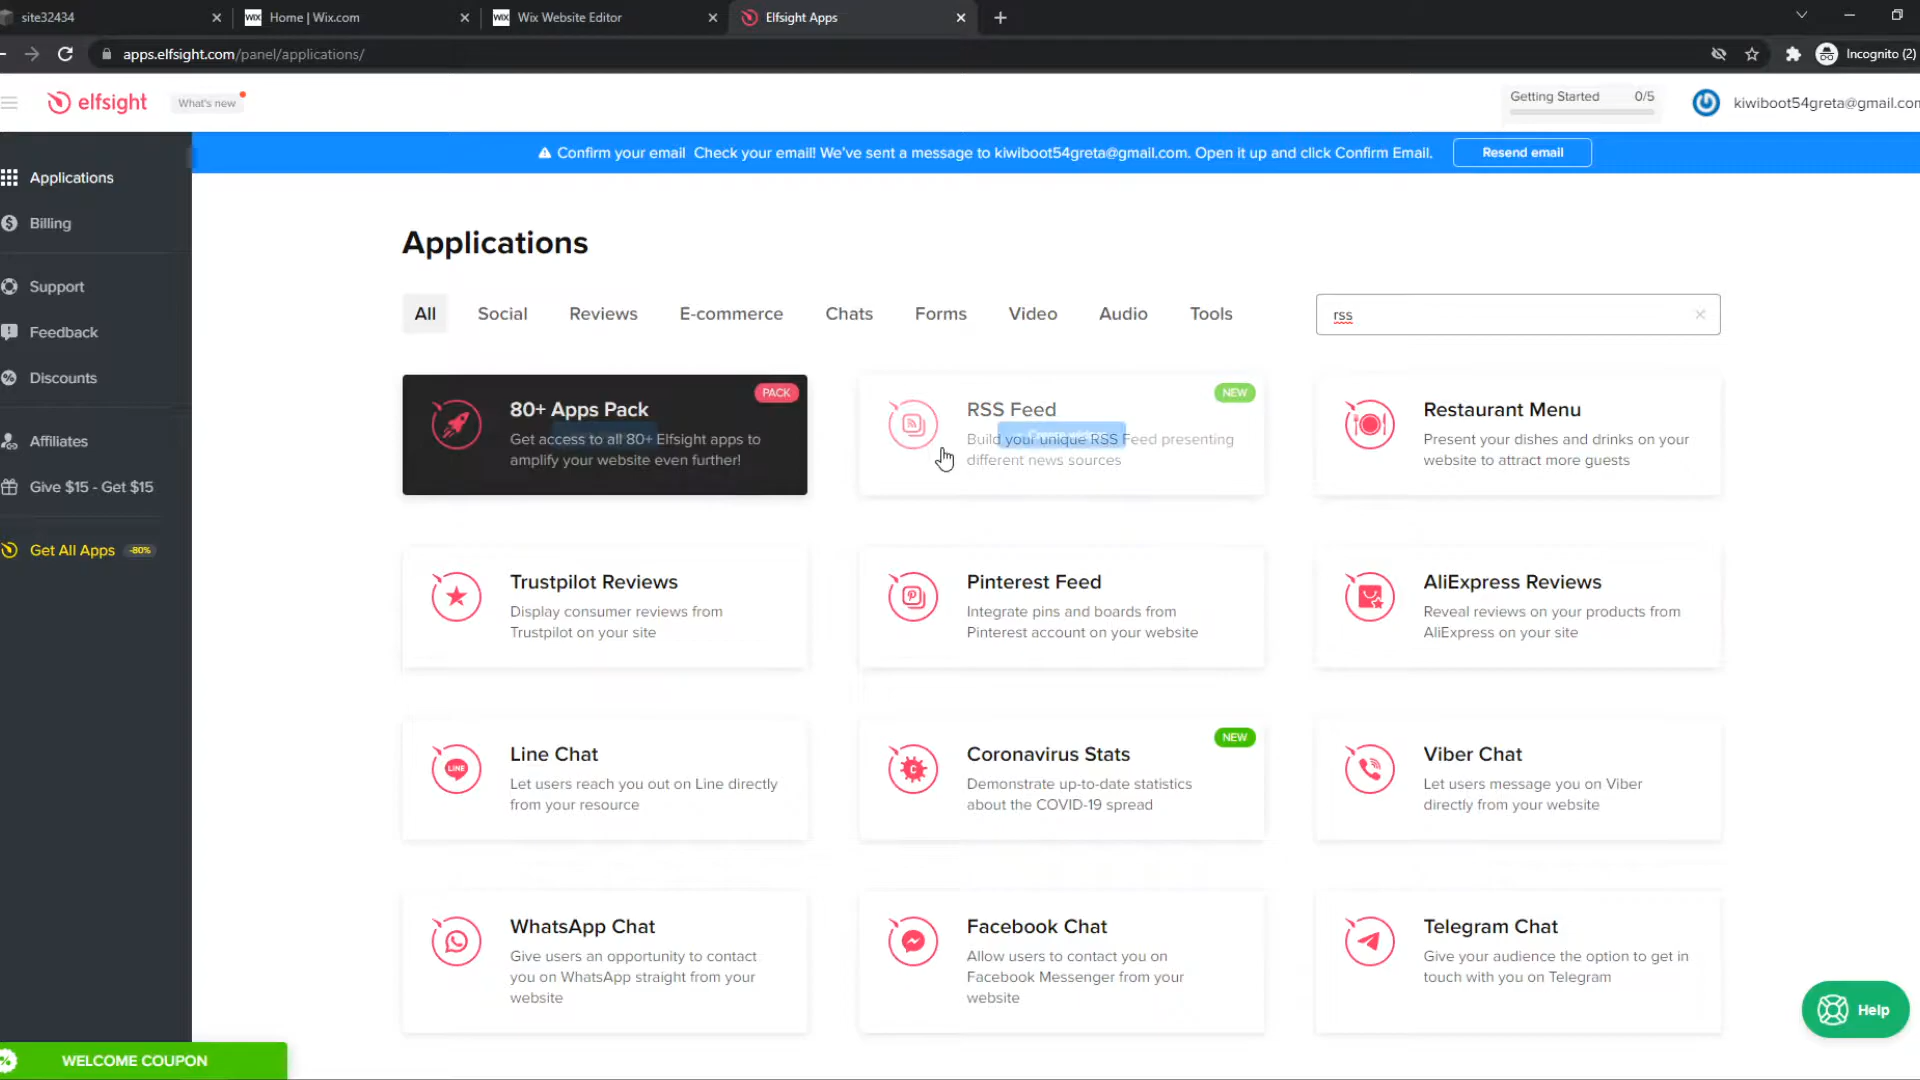 site32434
WIX Home | Wix.com
WIX Wix Website Editor
Elfsight Apps
apps.elfsight.com/panel/applications/
Incognito (2)
elfsight
What's new
Getting Started 0/5
kiwiboot54greta@gmail.com
Confirm your email Check your email! We've sent a message to kiwiboot54greta@gmail.com. Open it up and click Confirm Email.
Resend email
Applications
Billing
Support
Feedback
Discounts
Affiliates
Give $15 - Get $15
Get All Apps -80%
WELCOME COUPON
Applications
All Social Reviews E-commerce Chats Forms Video Audio Tools
rss
80+ Apps Pack
PACK
Get access to all 80+ Elfsight apps to
amplify your website even further!
RSS Feed
NEW
Build your unique RSS Feed presenting
different news sources
Restaurant Menu
Present your dishes and drinks on your
website to attract more guests
Trustpilot Reviews
Display consumer reviews from
Trustpilot on your site
Pinterest Feed
Integrate pins and boards from
Pinterest account on your website
AliExpress Reviews
Reveal reviews on your products from
AliExpress on your site
LINE
Line Chat
Let users reach you out on Line directly
from your resource
Coronavirus Stats
NEW
Demonstrate up-to-date statistics
about the COVID-19 spread
Viber Chat
Let users message you on Viber
directly from your website
WhatsApp Chat
Give users an opportunity to contact
you on WhatsApp straight from your
website
Facebook Chat
Allow users to contact you on
Facebook Messenger from your
website
Telegram Chat
Give your audience the option to get in
touch with you on Telegram
Help